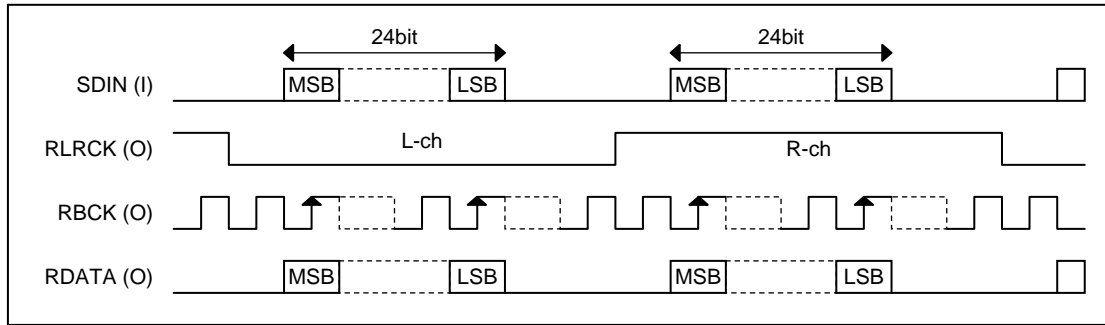 24bit 24bit
SDIN (I) MSB LSB MSB LSB
RLRCK (O) L-ch R-ch
RBCK (O)
RDATA (O) MSB LSB MSB LSB